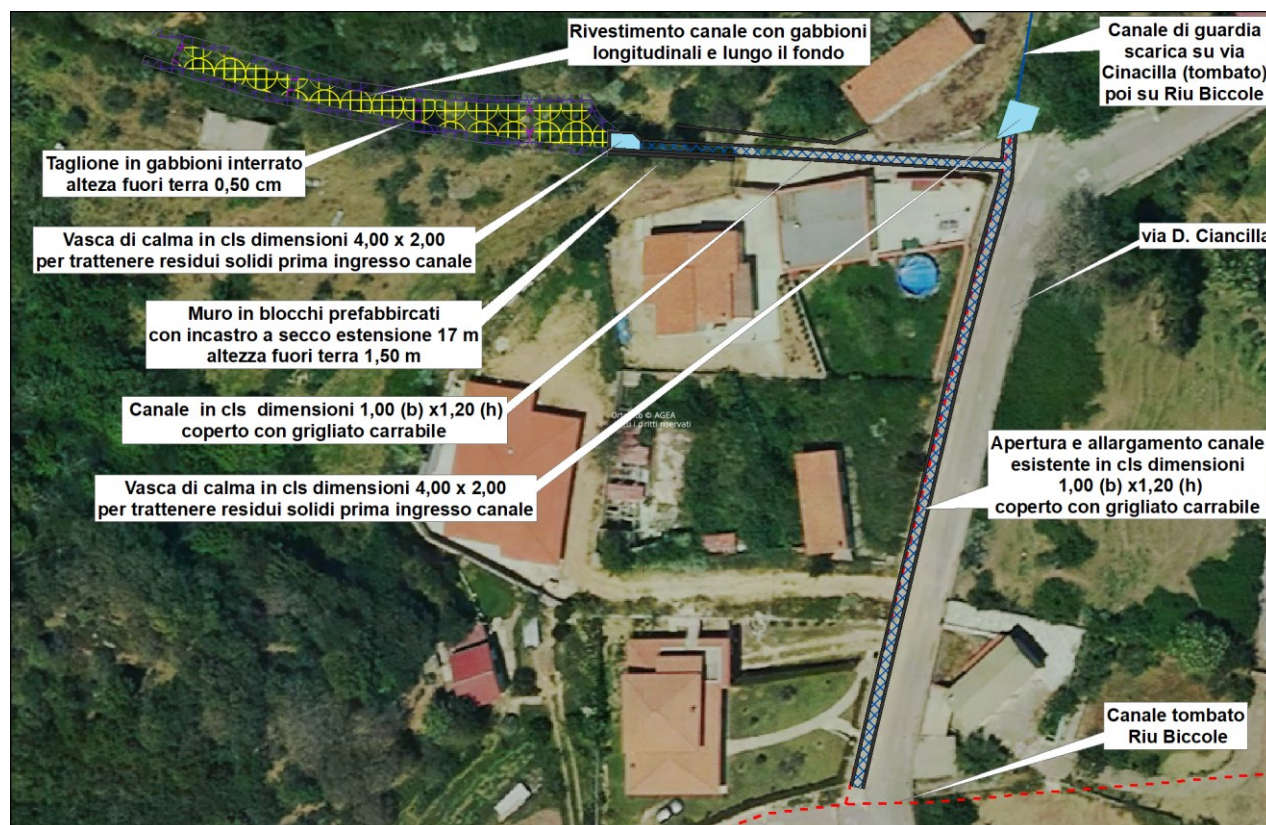 Rivestimento canale con gabbioni
longitudinali e lungo il fondo
Canale di guardia
scarica su via
Cinacilla (tombato)
poi su Riu Biccole
Taglione in gabbioni interrato
alteza fuori terra 0,50 cm
Vasca di calma in cls dimensioni 4,00 x 2,00
per trattenere residui solidi prima ingresso canale
via D. Ciancilla
Muro in blocchi prefabbircati
con incastro a secco estensione 17 m
altezza fuori terra 1,50 m
Canale in cls dimensioni 1,00 (b) x1,20 (h)
coperto con grigliato carrabile
© AGEA
i diritti riservati
Apertura e allargamento canale
esistente in cls dimensioni
1,00 (b) x1,20 (h)
coperto con grigliato carrabile
Vasca di calma in cls dimensioni 4,00 x 2,00
per trattenere residui solidi prima ingresso canale
Canale tombato
Riu Biccole